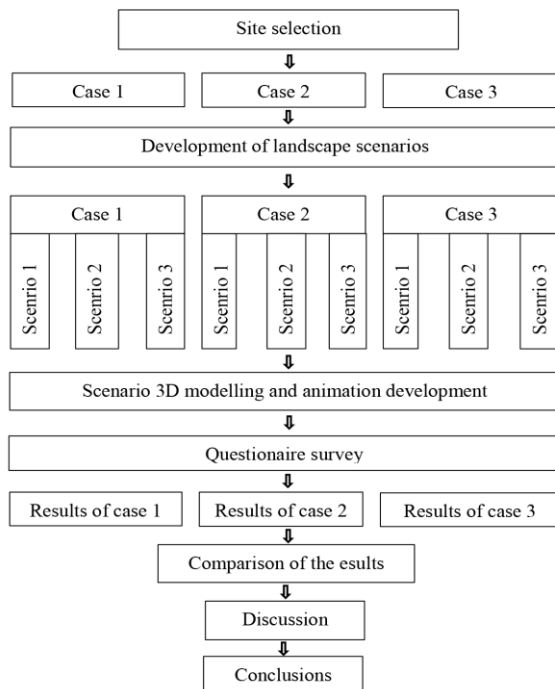 Site selection
Case 1
Case 2
Case 3
Development of landscape scenarios
Case 1
Case 2
Case 3
Scenrio 1
Scenrio 2
Scenrio 3
Scenrio 1
Scenrio 2
Scenrio 3
Scenrio 1
Scenrio 2
Scenrio 3
Scenario 3D modelling and animation development
Questionaire survey
Results of case 1
Results of case 2
Results of case 3
Comparison of the esults
Discussion
Conclusions